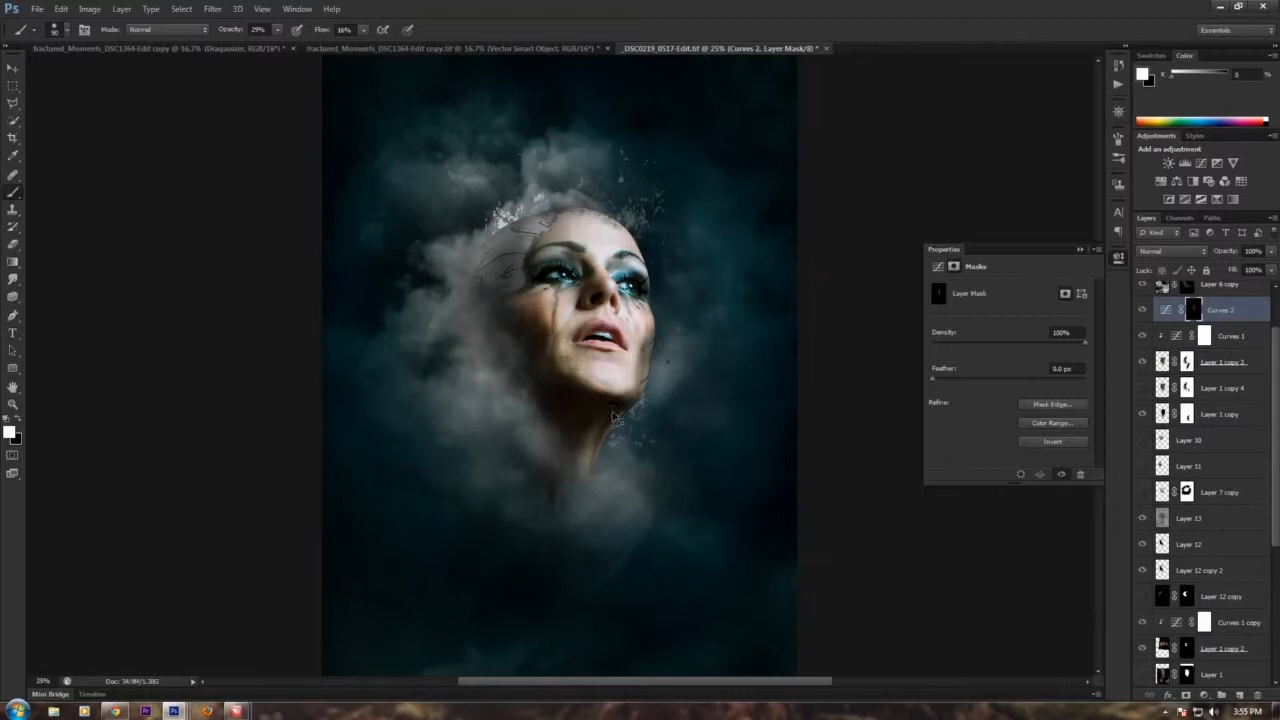 Ps File Edit Image Layer Type Select Filter 3D View Window Help
90 Mode: Normal Opacity: 29% Flow: 16% Essentials
fractured_Moments_DSC1364-Edit copy @ 16.7% (Draganizer, RGB/16*) * × fractured_Moments_DSC1364-Edit copy.tif @ 16.7% (Vector Smart Object, RGB/16*) * × _DSC0219_0517-Edit.tif @ 25% (Curves 2, Layer Mask/8) * ×
Swatches Color
K 0 %
Adjustments Styles
Add an adjustment
Layers Channels Paths
Kind
Normal Opacity: 100%
Lock: Fill: 100%
Layer 6 copy
Curves 2
Curves 1
Layer 1 copy 3
Layer 1 copy 4
Layer 1 copy
Layer 10
Layer 11
Layer 7 copy
Layer 13
Layer 12
Layer 12 copy 2
Layer 12 copy
Curves 1 copy
Layer 1 copy 2
Layer 1
Properties
Masks
Layer Mask
Density: 100%
Feather: 0.0 px
Refine: Mask Edge...
Color Range...
Invert
25% Doc: 34.9M/1.38G
Mini Bridge Timeline
3:55 PM